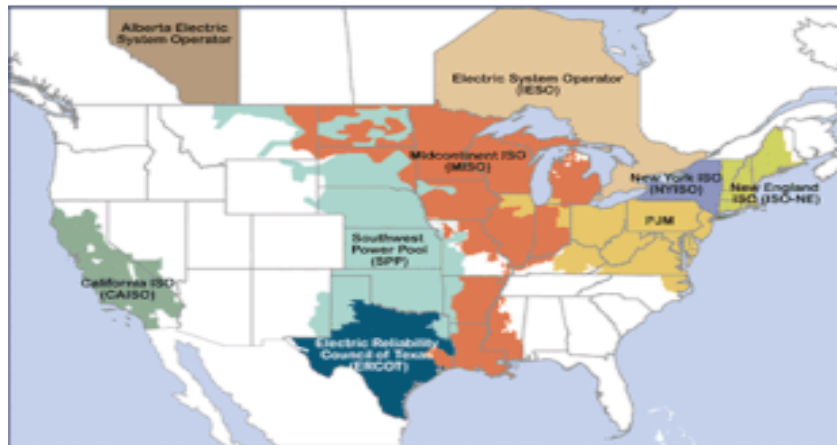 Alberta Electric
System Operator
Electric System Operator
(IESO)
Midcontinent ISO
(MISO)
New York ISO
(NYISO)
New England
ISO (ISO-NE)
PJM
Southwest
Power Pool
(SPP)
California ISO
(CAISO)
Electric Reliability
Council of Texas
(ERCOT)